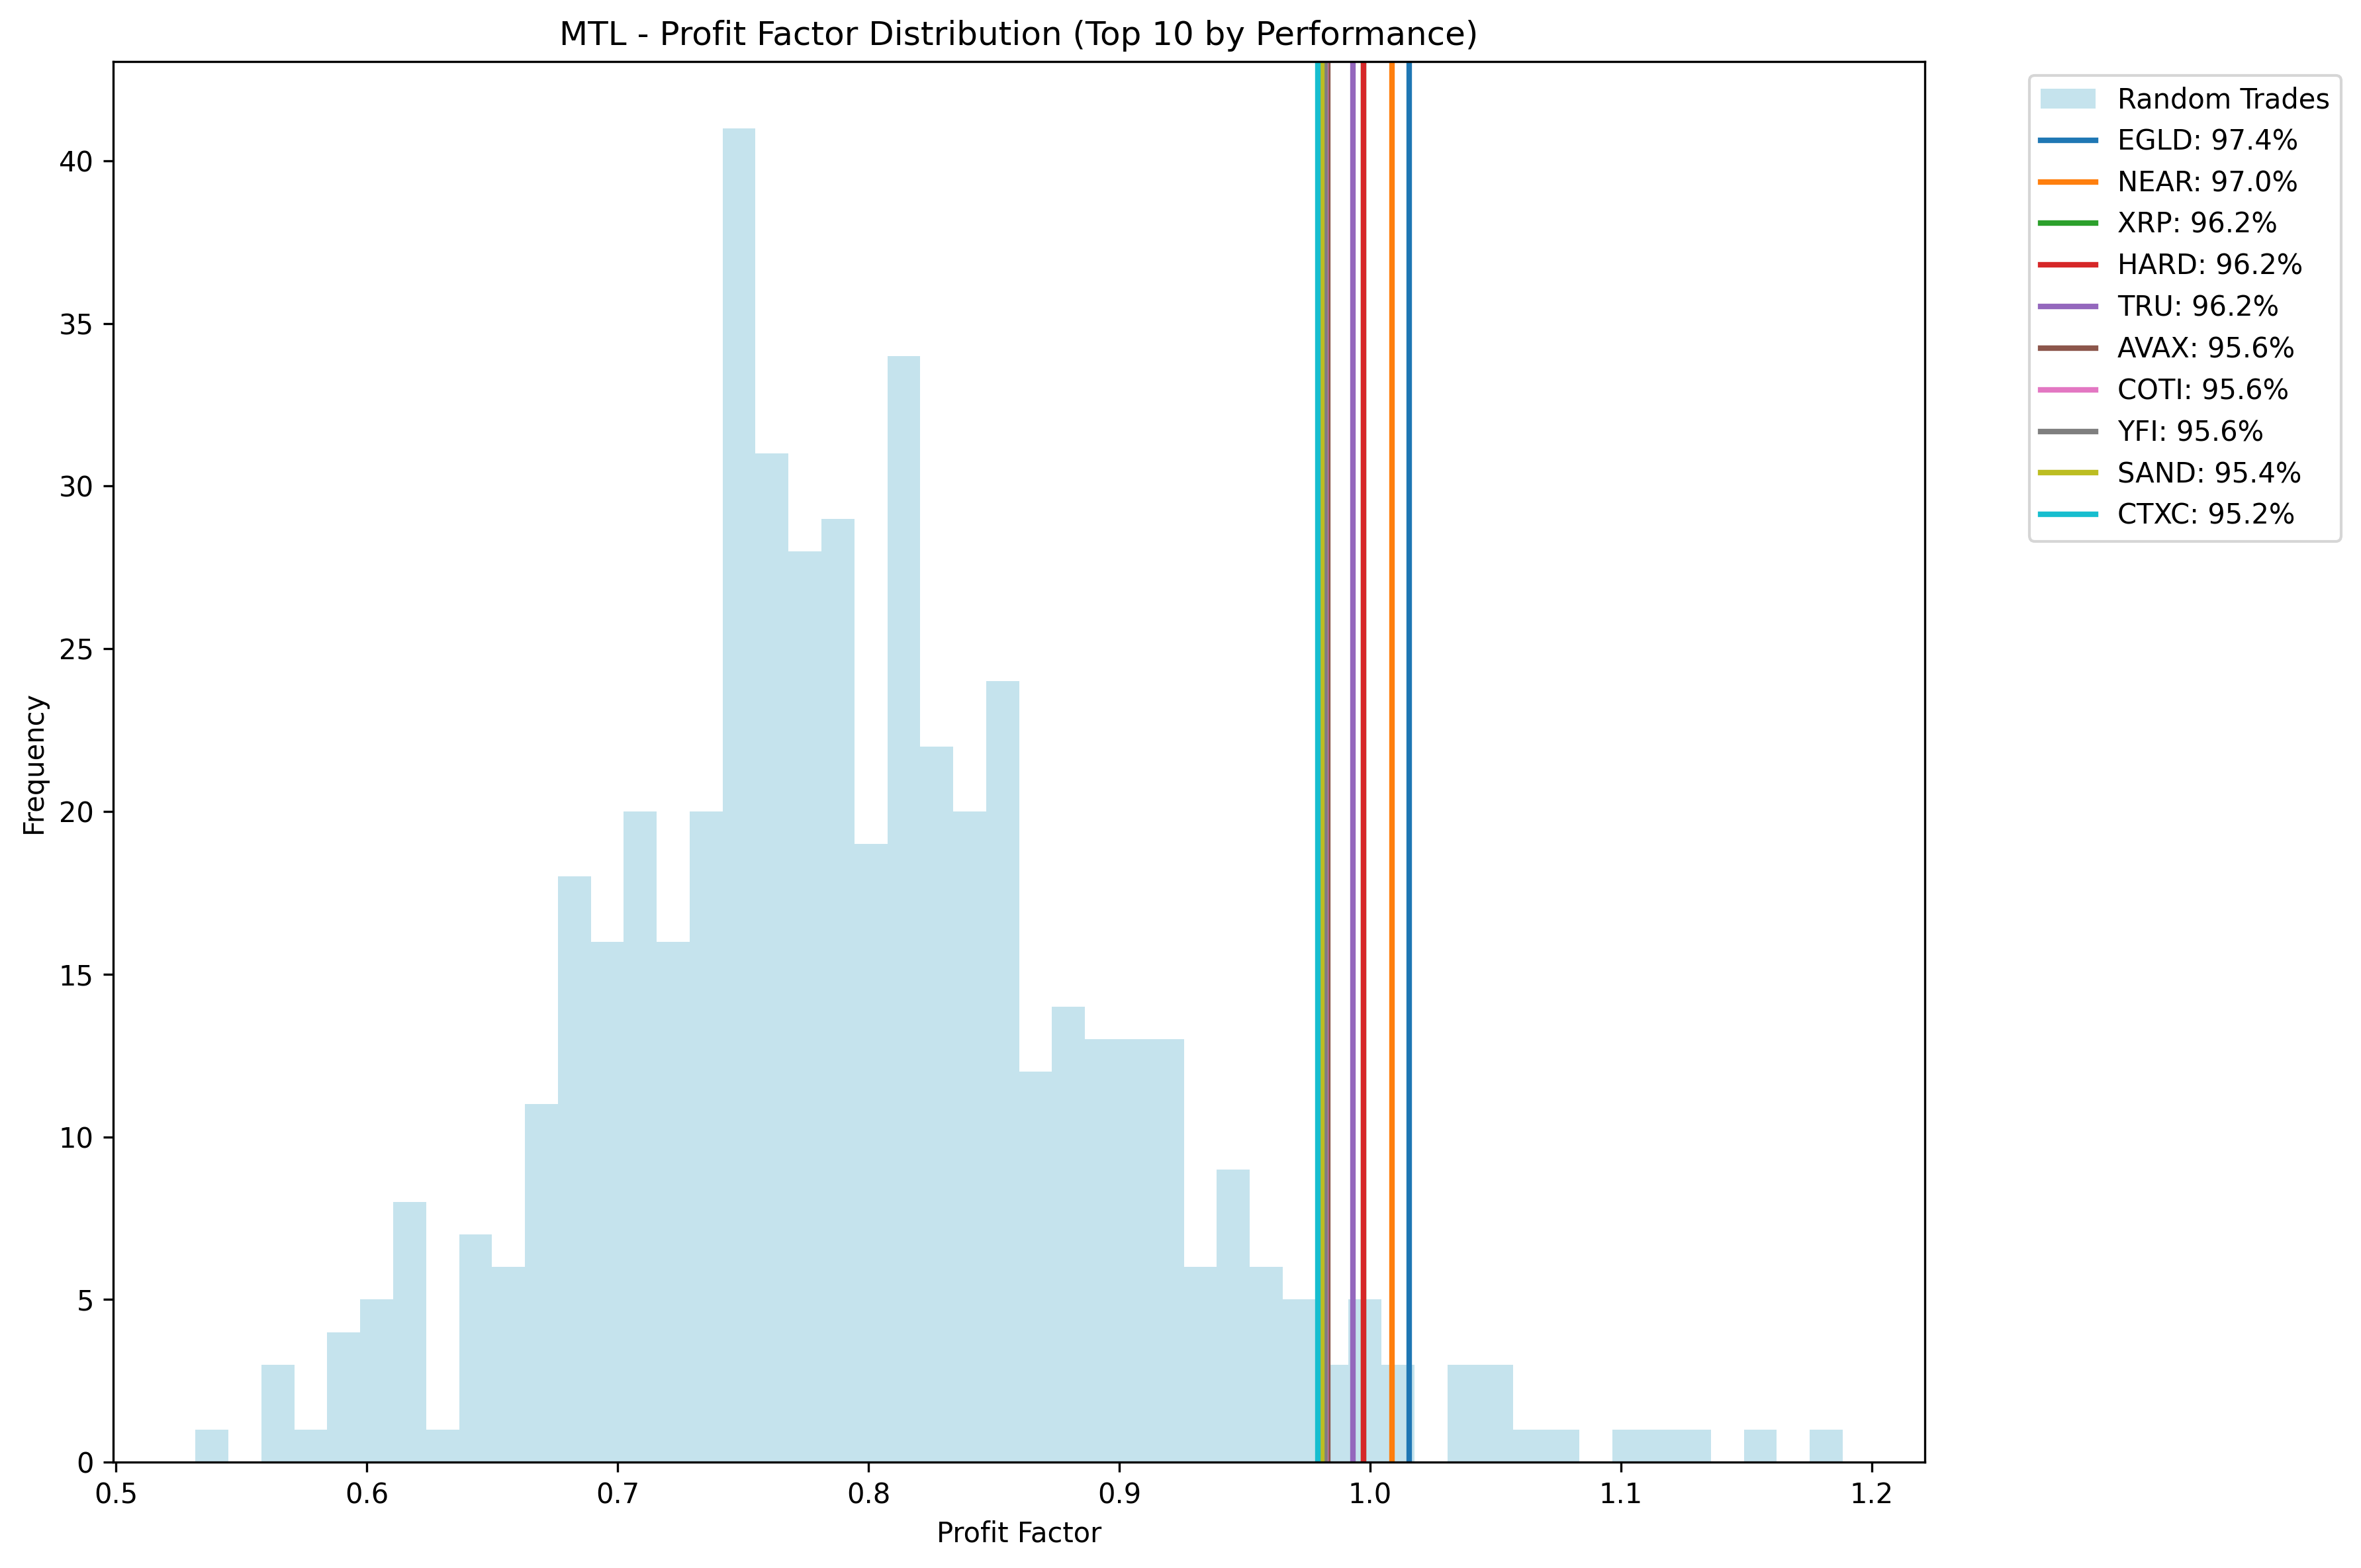 MTL - Profit Factor Distribution (Top 10 by Performance)
Random Trades
EGLD: 97.4%
NEAR: 97.0%
XRP: 96.2%
HARD: 96.2%
TRU: 96.2%
AVAX: 95.6%
COTI: 95.6%
YFI: 95.6%
SAND: 95.4%
CTXC: 95.2%
Frequency
40
35
30
25
20
15
10
5
0
0.5 0.6 0.7 0.8 0.9 1.0 1.1 1.2
Profit Factor